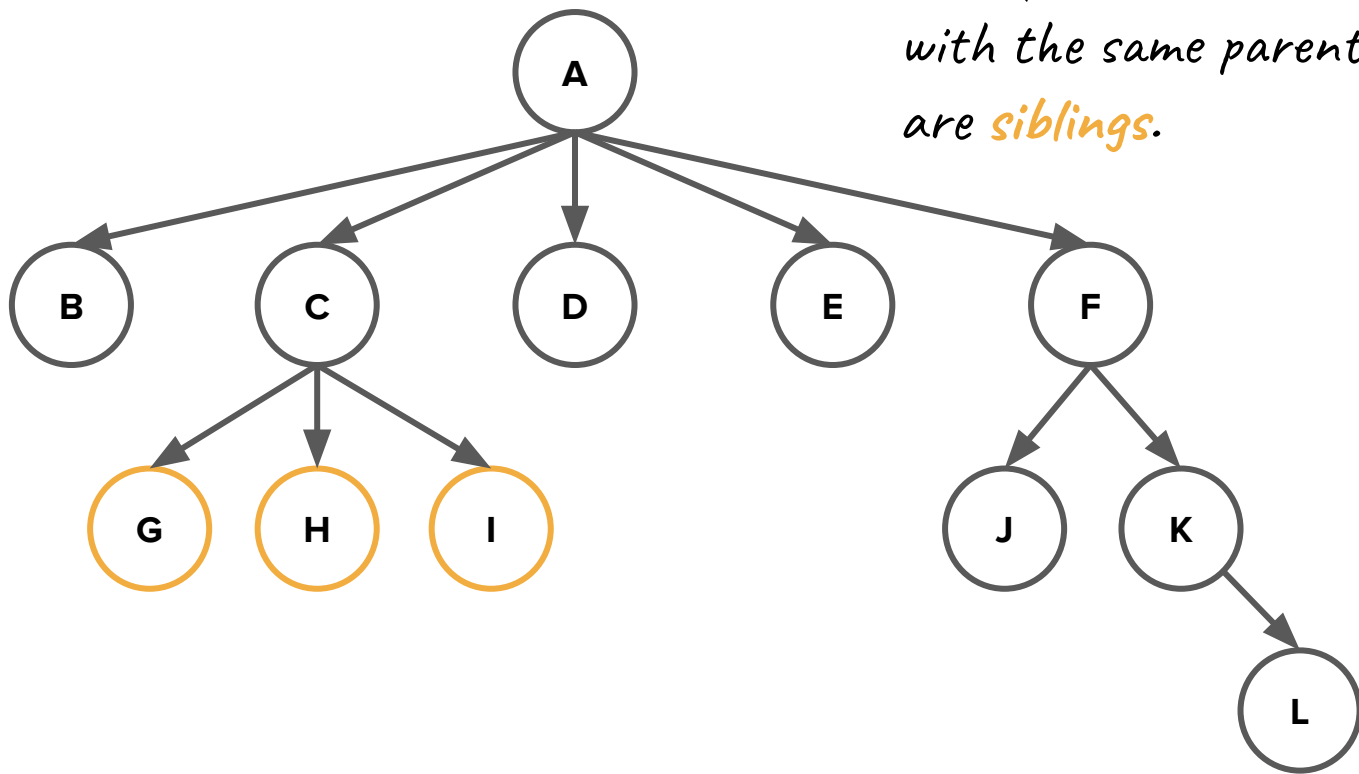 with the same parent
are siblings.
A
B C D E F
G H I J K
L